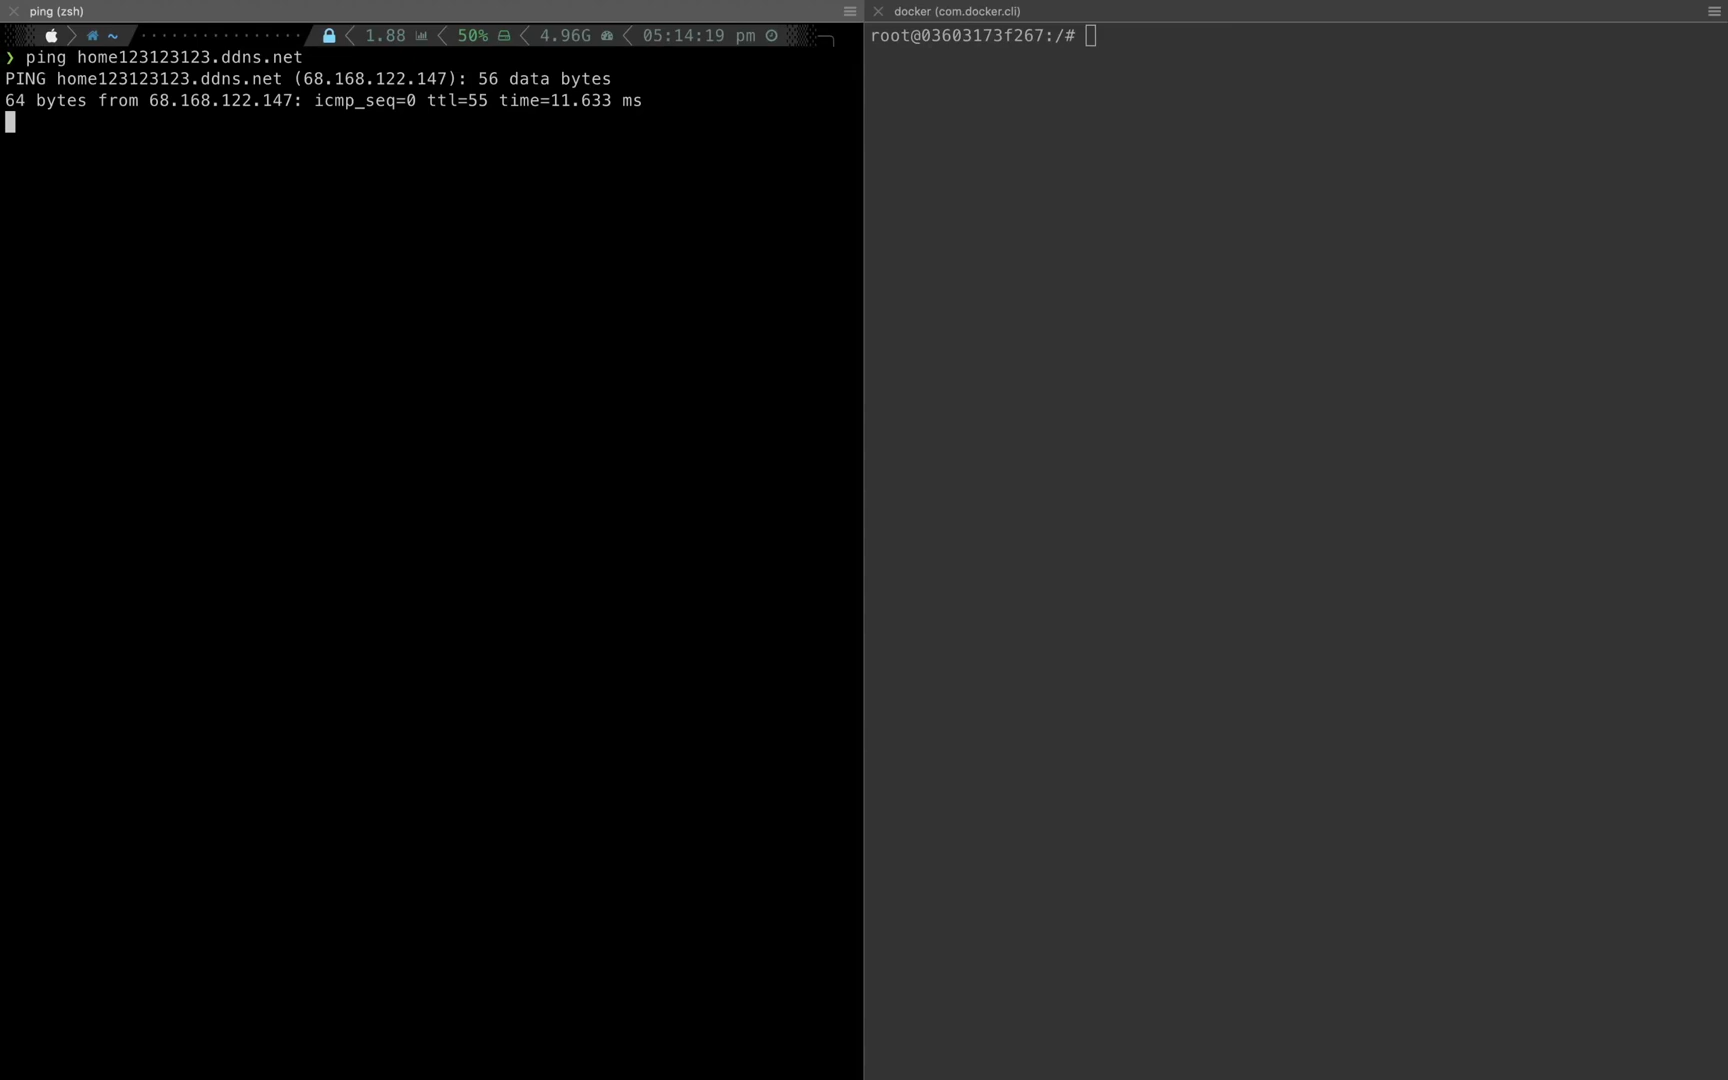 ping (zsh)
~ 1.88 50% 4.96G 05:14:19 pm
❯ ping home123123123.ddns.net
PING home123123123.ddns.net (68.168.122.147): 56 data bytes
64 bytes from 68.168.122.147: icmp_seq=0 ttl=55 time=11.633 ms
docker (com.docker.cli)
root@03603173f267:/#